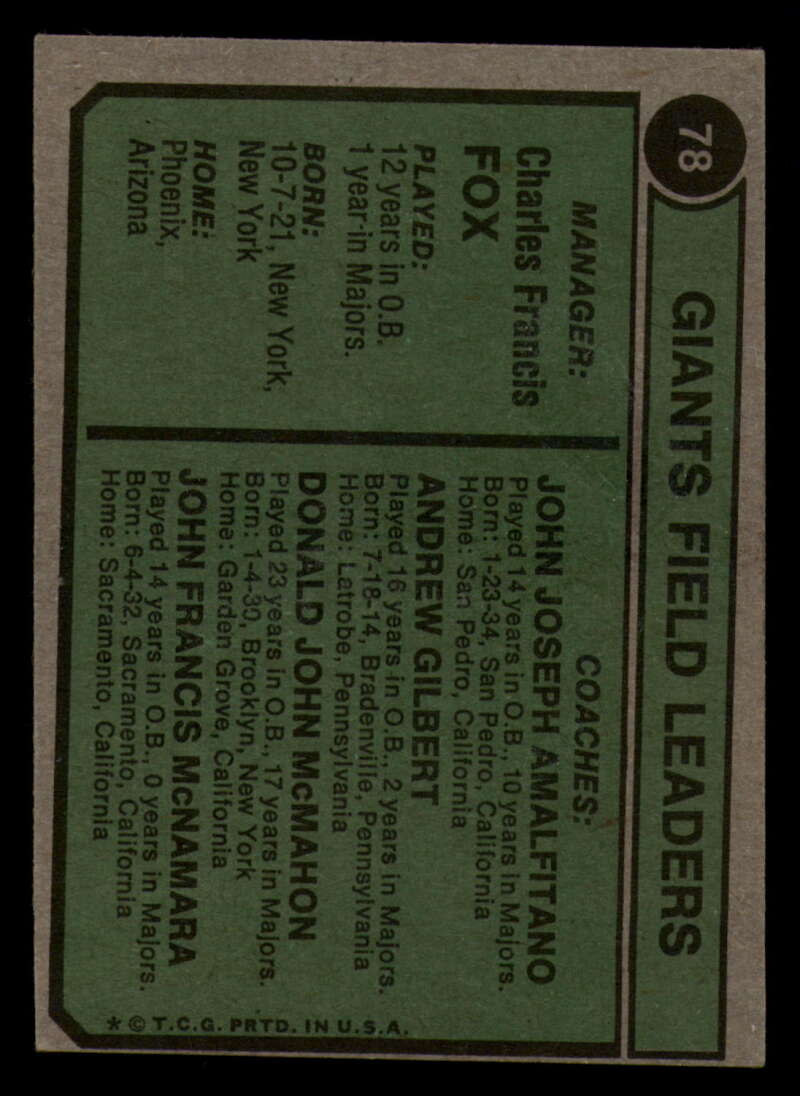 78
GIANTS FIELD LEADERS
MANAGER:
Charles Francis
FOX
PLAYED:
12 years in O.B.
1 year in Majors.
BORN:
10-7-21, New York,
New York
HOME:
Phoenix,
Arizona
COACHES:
JOHN JOSEPH AMALFITANO
Played 14 years in O.B., 10 years in Majors.
Born: 1-23-34, San Pedro, California
Home: San Pedro, California
ANDREW GILBERT
Played 16 years in O.B., 2 years in Majors.
Born: 7-18-14, Bradenville, Pennsylvania
Home: Latrobe, Pennsylvania
DONALD JOHN McMAHON
Played 23 years in O.B., 17 years in Majors.
Born: 1-4-30, Brooklyn, New York
Home: Garden Grove, California
JOHN FRANCIS McNAMARA
Played 14 years in O.B., 0 years in Majors.
Born: 6-4-32, Sacramento, California
Home: Sacramento, California
* © T.C.G. PRTD. IN U.S.A.